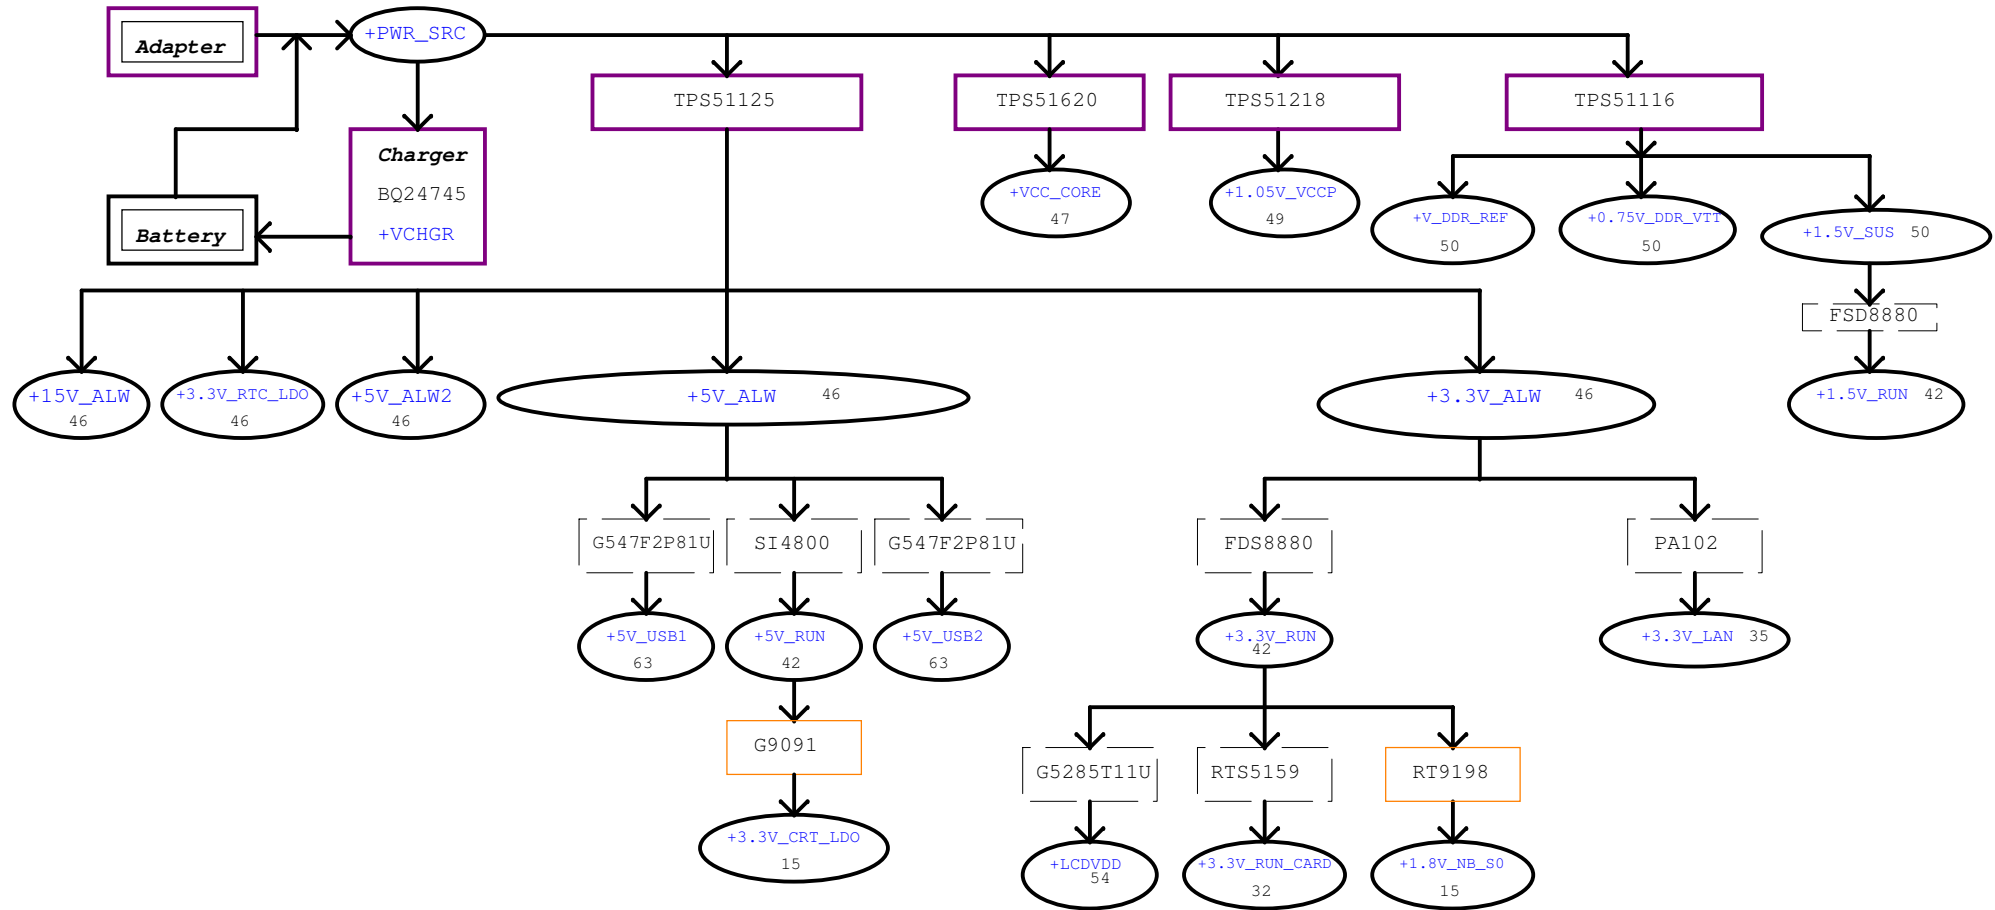 Adapter
+PWR_SRC
TPS51125
TPS51620
TPS51218
TPS51116
Charger
BQ24745
+VCHGR
Battery
+VCC_CORE
47
+1.05V_VCCP
49
+V_DDR_REF
50
+0.75V_DDR_VTT
50
+1.5V_SUS 50
FSD8880
+15V_ALW
46
+3.3V_RTC_LDO
46
+5V_ALW2
46
+5V_ALW 46
+3.3V_ALW 46
+1.5V_RUN 42
G547F2P81U
SI4800
G547F2P81U
FDS8880
PA102
+5V_USB1
63
+5V_RUN
42
+5V_USB2
63
+3.3V_RUN
42
+3.3V_LAN 35
G9091
G5285T11U
RTS5159
RT9198
+3.3V_CRT_LDO
15
+LCDVDD
54
+3.3V_RUN_CARD
32
+1.8V_NB_S0
15